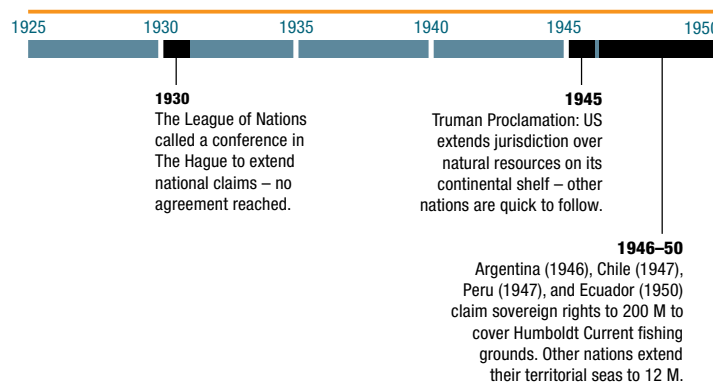 1925 1930 1935 1940 1945 1950
1930
The League of Nations
called a conference in
The Hague to extend
national claims – no
agreement reached.
1945
Truman Proclamation: US
extends jurisdiction over
natural resources on its
continental shelf – other
nations are quick to follow.
1946–50
Argentina (1946), Chile (1947),
Peru (1947), and Ecuador (1950)
claim sovereign rights to 200 M to
cover Humboldt Current fishing
grounds. Other nations extend
their territorial seas to 12 M.